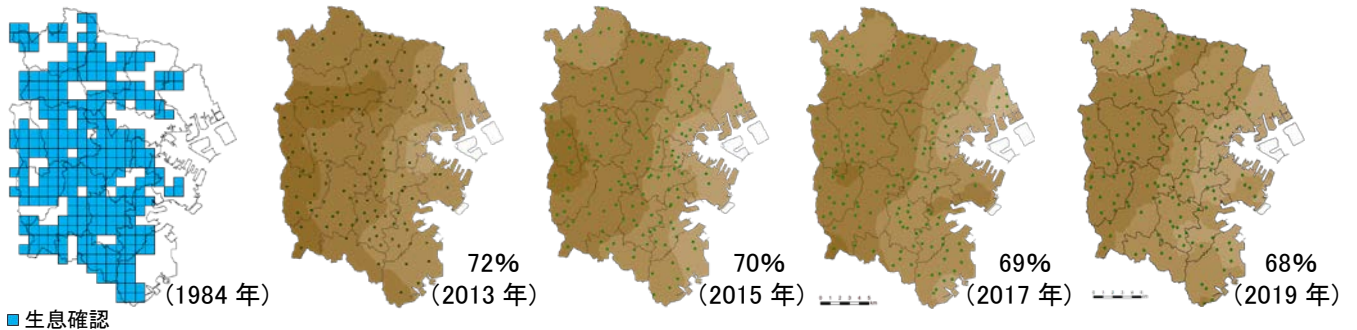 72%
70%
69%
68%
（1984 年）
（2013 年）
（2015 年）
（2017 年）
（2019 年）
生息確認